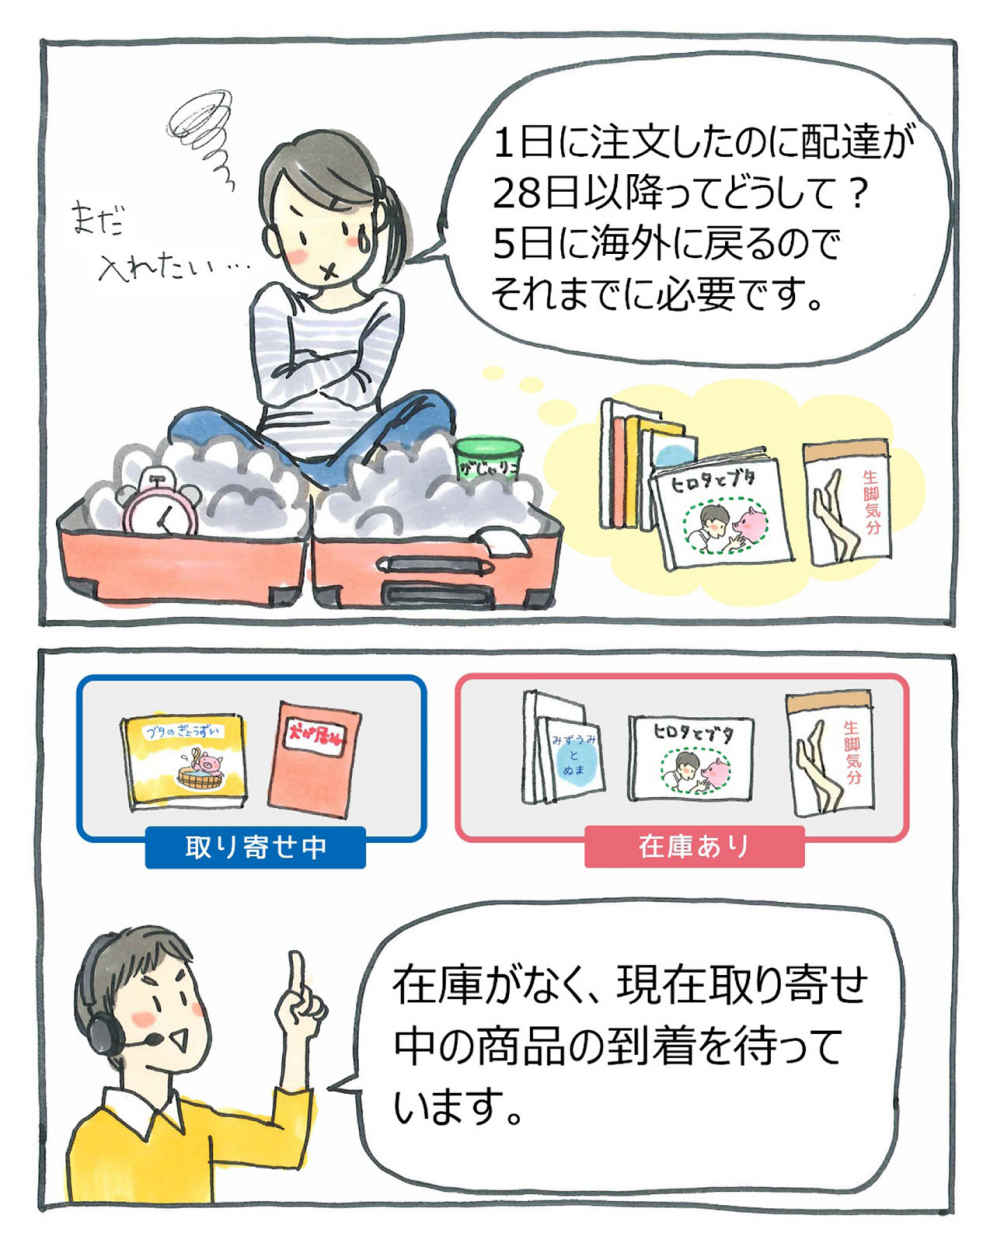 まだ
入れたい…
1日に注文したのに配達が
28日以降ってどうして？
5日に海外に戻るので
それまでに必要です。
がじゃりこ
ヒロタとブタ
生脚気分
ブタのぎょうずい
みずうみ
と
ぬま
ヒロタとブタ
生脚気分
取り寄せ中
在庫あり
在庫がなく、現在取り寄せ
中の商品の到着を待って
います。